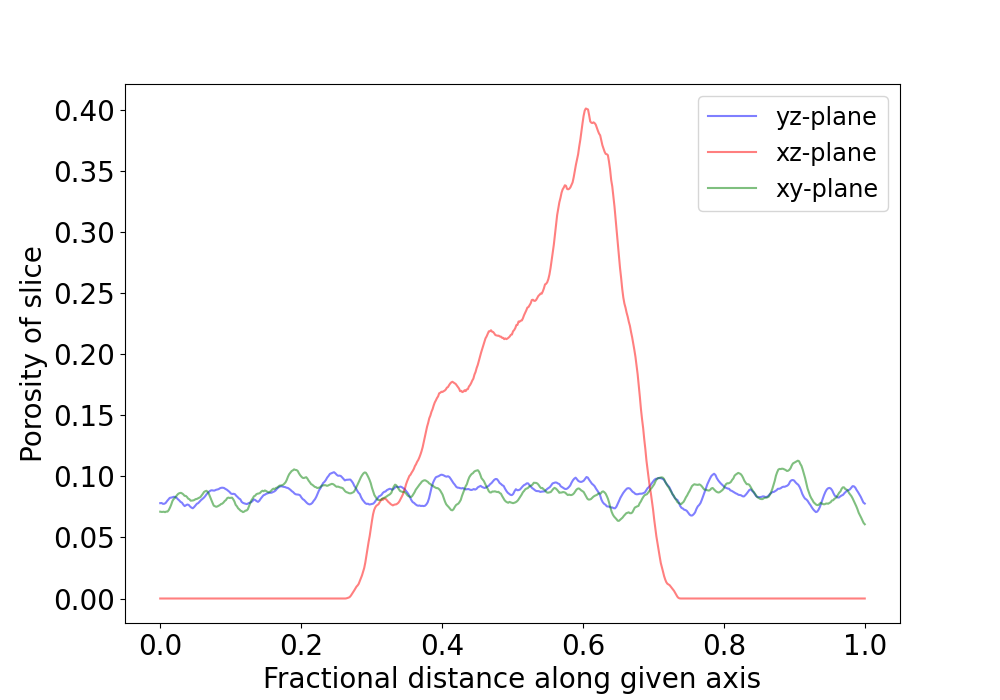 yz-plane
xz-plane
xy-plane
0.40
0.35
0.30
0.25
0.20
0.15
0.10
0.05
0.00
Porosity of slice
0.0 0.2 0.4 0.6 0.8 1.0
Fractional distance along given axis